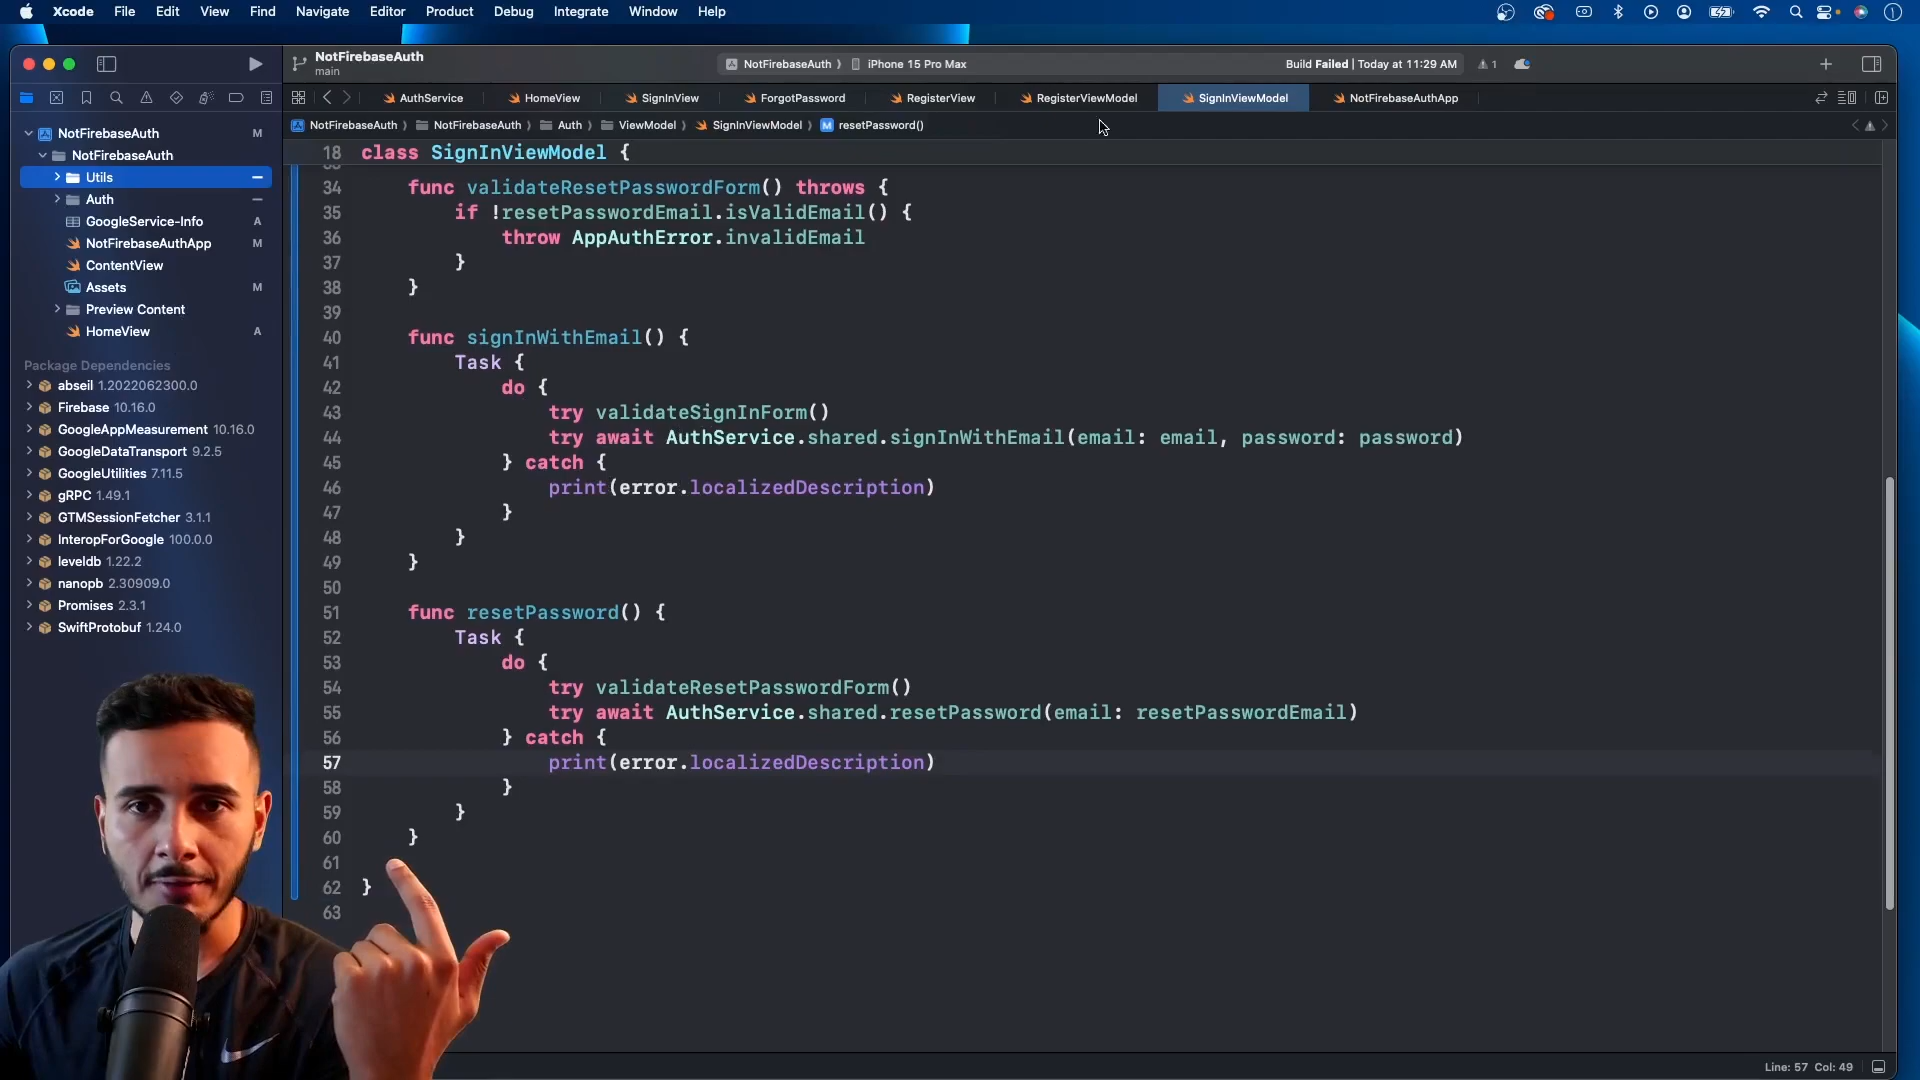 Xcode File Edit View Find Navigate Editor Product Debug Integrate Window Help
NotFirebaseAuth
main
NotFirebaseAuth iPhone 15 Pro Max Build Failed | Today at 11:29 AM 1
AuthService HomeView SignInView ForgotPassword RegisterView RegisterViewModel SignInViewModel NotFirebaseAuthApp
NotFirebaseAuth NotFirebaseAuth Auth ViewModel SignInViewModel M resetPassword()
NotFirebaseAuth M
NotFirebaseAuth
Utils
Auth
GoogleService-Info A
NotFirebaseAuthApp M
ContentView
Assets M
Preview Content
HomeView A
Package Dependencies
abseil 1.2022062300.0
Firebase 10.16.0
GoogleAppMeasurement 10.16.0
GoogleDataTransport 9.2.5
GoogleUtilities 7.11.5
gRPC 1.49.1
GTMSessionFetcher 3.1.1
InteropForGoogle 100.0.0
leveldb 1.22.2
nanopb 2.30909.0
Promises 2.3.1
SwiftProtobuf 1.24.0
18 class SignInViewModel {
34 func validateResetPasswordForm() throws {
35 if !resetPasswordEmail.isValidEmail() {
36 throw AppAuthError.invalidEmail
37 }
38 }
39
40 func signInWithEmail() {
41 Task {
42 do {
43 try validateSignInForm()
44 try await AuthService.shared.signInWithEmail(email: email, password: password)
45 } catch {
46 print(error.localizedDescription)
47 }
48 }
49 }
50
51 func resetPassword() {
52 Task {
53 do {
54 try validateResetPasswordForm()
55 try await AuthService.shared.resetPassword(email: resetPasswordEmail)
56 } catch {
57 print(error.localizedDescription)
58 }
59 }
60 }
61
62 }
63
Line: 57 Col: 49